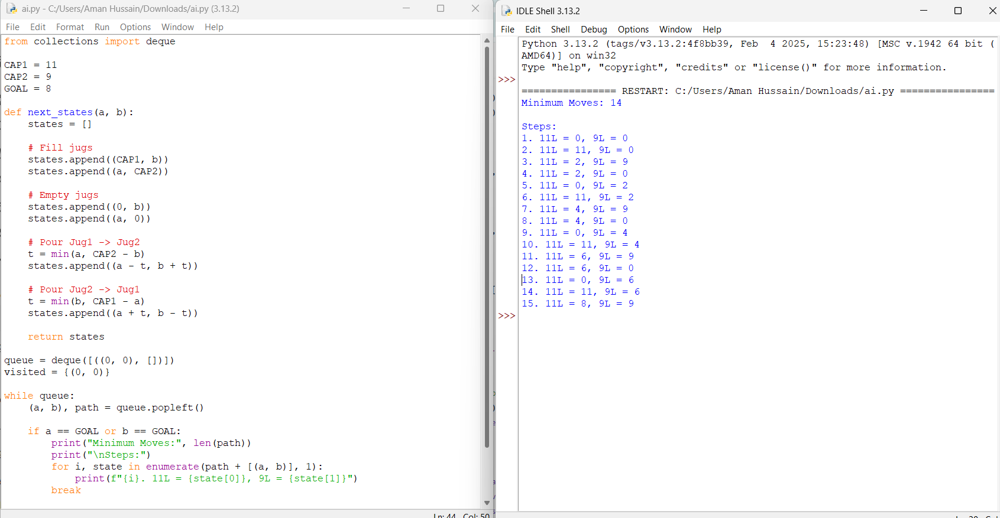 ai.py - C:/Users/Aman Hussain/Downloads/ai.py (3.13.2)
File Edit Format Run Options Window Help
from collections import deque

CAP1 = 11
CAP2 = 9
GOAL = 8

def next_states(a, b):
    states = []

    # Fill jugs
    states.append((CAP1, b))
    states.append((a, CAP2))

    # Empty jugs
    states.append((0, b))
    states.append((a, 0))

    # Pour Jug1 -> Jug2
    t = min(a, CAP2 - b)
    states.append((a - t, b + t))

    # Pour Jug2 -> Jug1
    t = min(b, CAP1 - a)
    states.append((a + t, b - t))

    return states

queue = deque([((0, 0), [])])
visited = {(0, 0)}

while queue:
    (a, b), path = queue.popleft()

    if a == GOAL or b == GOAL:
        print("Minimum Moves:", len(path))
        print("\nSteps:")
        for i, state in enumerate(path + [(a, b)], 1):
            print(f"{i}. 11L = {state[0]}, 9L = {state[1]}")
        break
Ln: 44 Col: 50
IDLE Shell 3.13.2
File Edit Shell Debug Options Window Help
Python 3.13.2 (tags/v3.13.2:4f8bb39, Feb  4 2025, 15:23:48) [MSC v.1942 64 bit (
AMD64)] on win32
Type "help", "copyright", "credits" or "license()" for more information.
>>>
================ RESTART: C:/Users/Aman Hussain/Downloads/ai.py ================
Minimum Moves: 14

Steps:
1. 11L = 0, 9L = 0
2. 11L = 11, 9L = 0
3. 11L = 2, 9L = 9
4. 11L = 2, 9L = 0
5. 11L = 0, 9L = 2
6. 11L = 11, 9L = 2
7. 11L = 4, 9L = 9
8. 11L = 4, 9L = 0
9. 11L = 0, 9L = 4
10. 11L = 11, 9L = 4
11. 11L = 6, 9L = 9
12. 11L = 6, 9L = 0
13. 11L = 0, 9L = 6
14. 11L = 11, 9L = 6
15. 11L = 8, 9L = 9
>>>